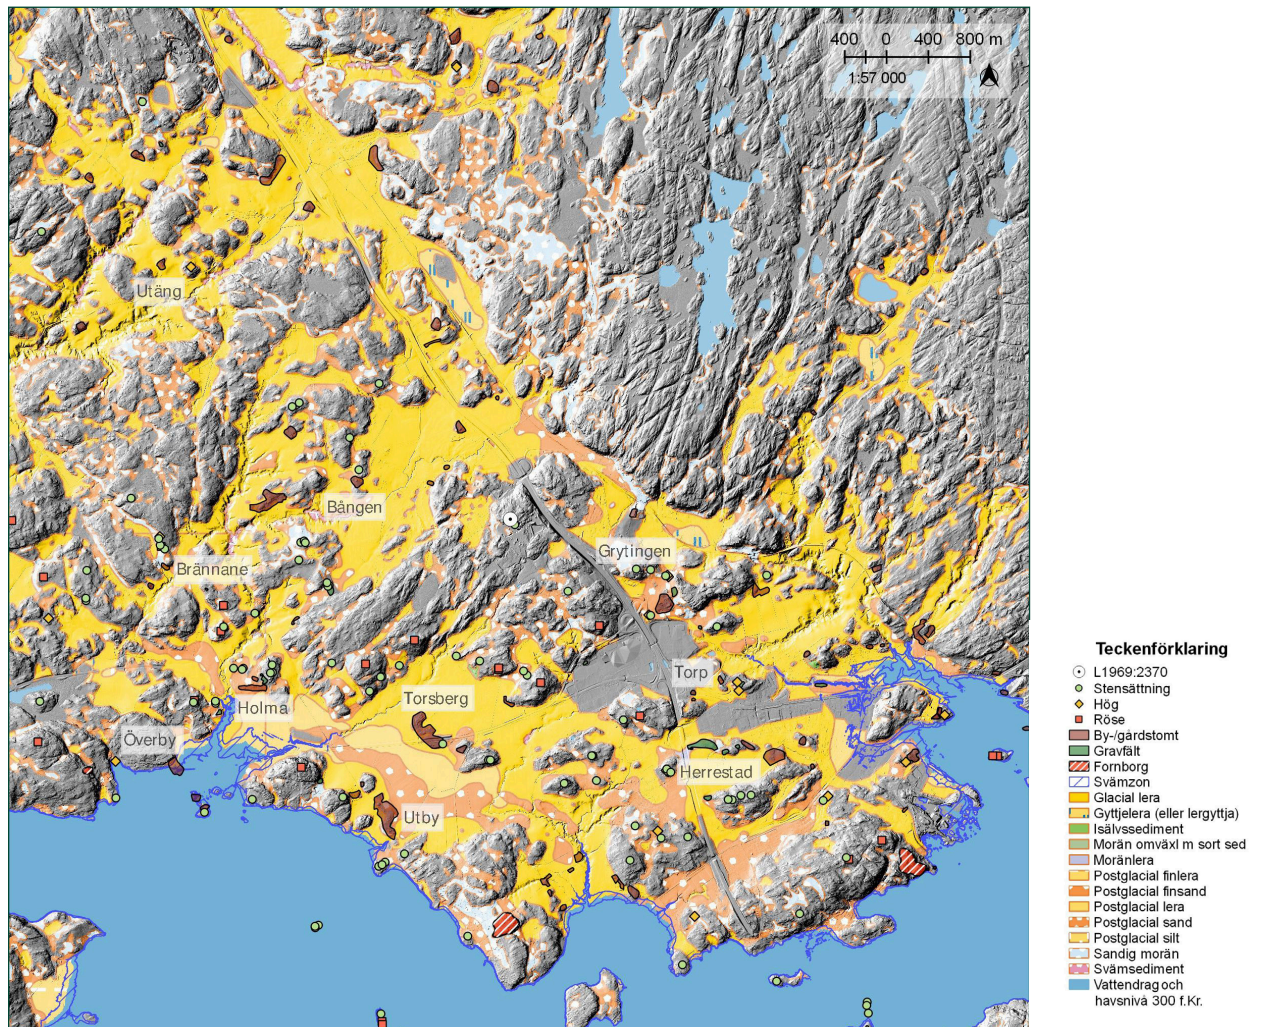 400 0 400 800 m
1:57 000
Utäng
Bången
Brännane
Grytingen
Torp
Torsberg
Holma
Överby
Herrestad
Utby
Teckenförklaring
L1969:2370
Stensättning
Hög
Röse
By-/gårdstomt
Gravfält
Fornborg
Svämzon
Glacial lera
Gyttjelera (eller lergyttja)
Isälvssediment
Morän omväxl m sort sed
Moränlera
Postglacial finlera
Postglacial finsand
Postglacial lera
Postglacial sand
Postglacial silt
Sandig morän
Svämsediment
Vattendrag och
havsnivå 300 f.Kr.